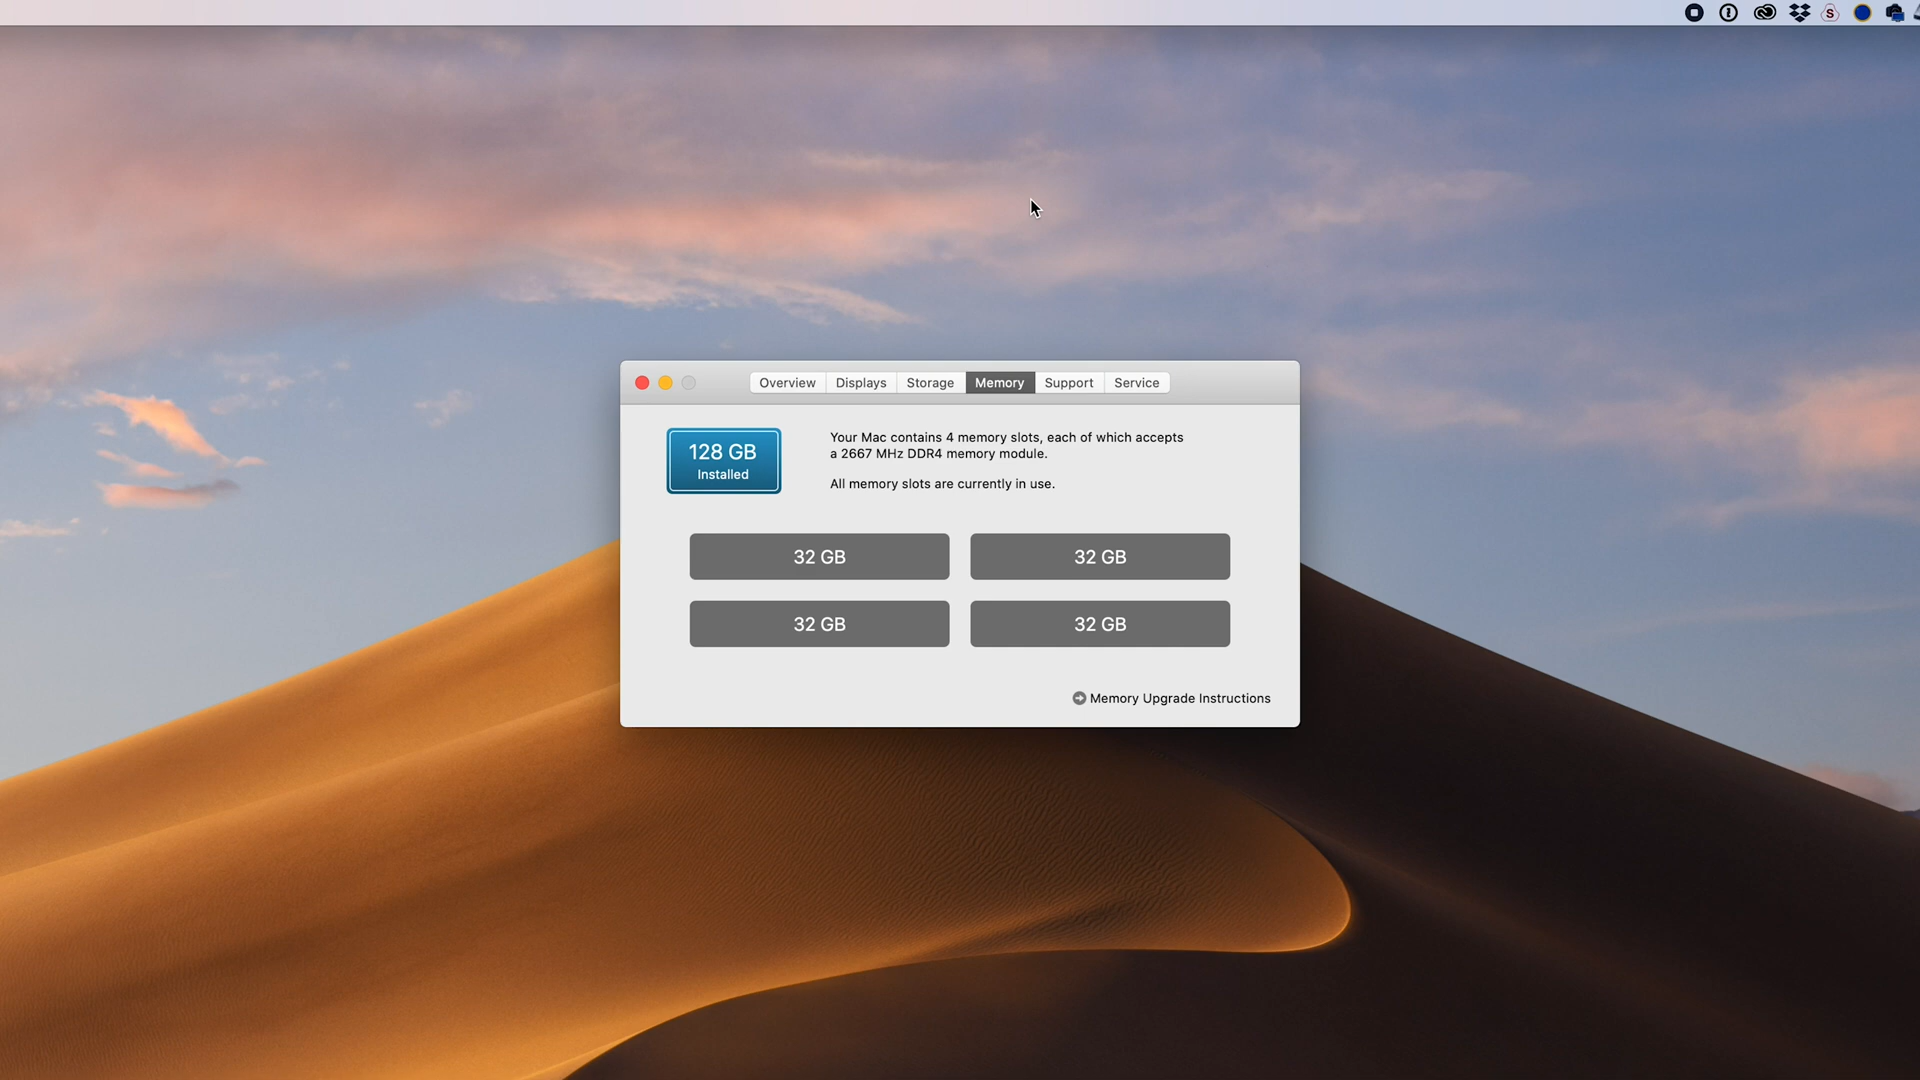 S
Overview Displays Storage Memory Support Service
128 GB
Installed
Your Mac contains 4 memory slots, each of which accepts
a 2667 MHz DDR4 memory module.
All memory slots are currently in use.
32 GB 32 GB
32 GB 32 GB
Memory Upgrade Instructions